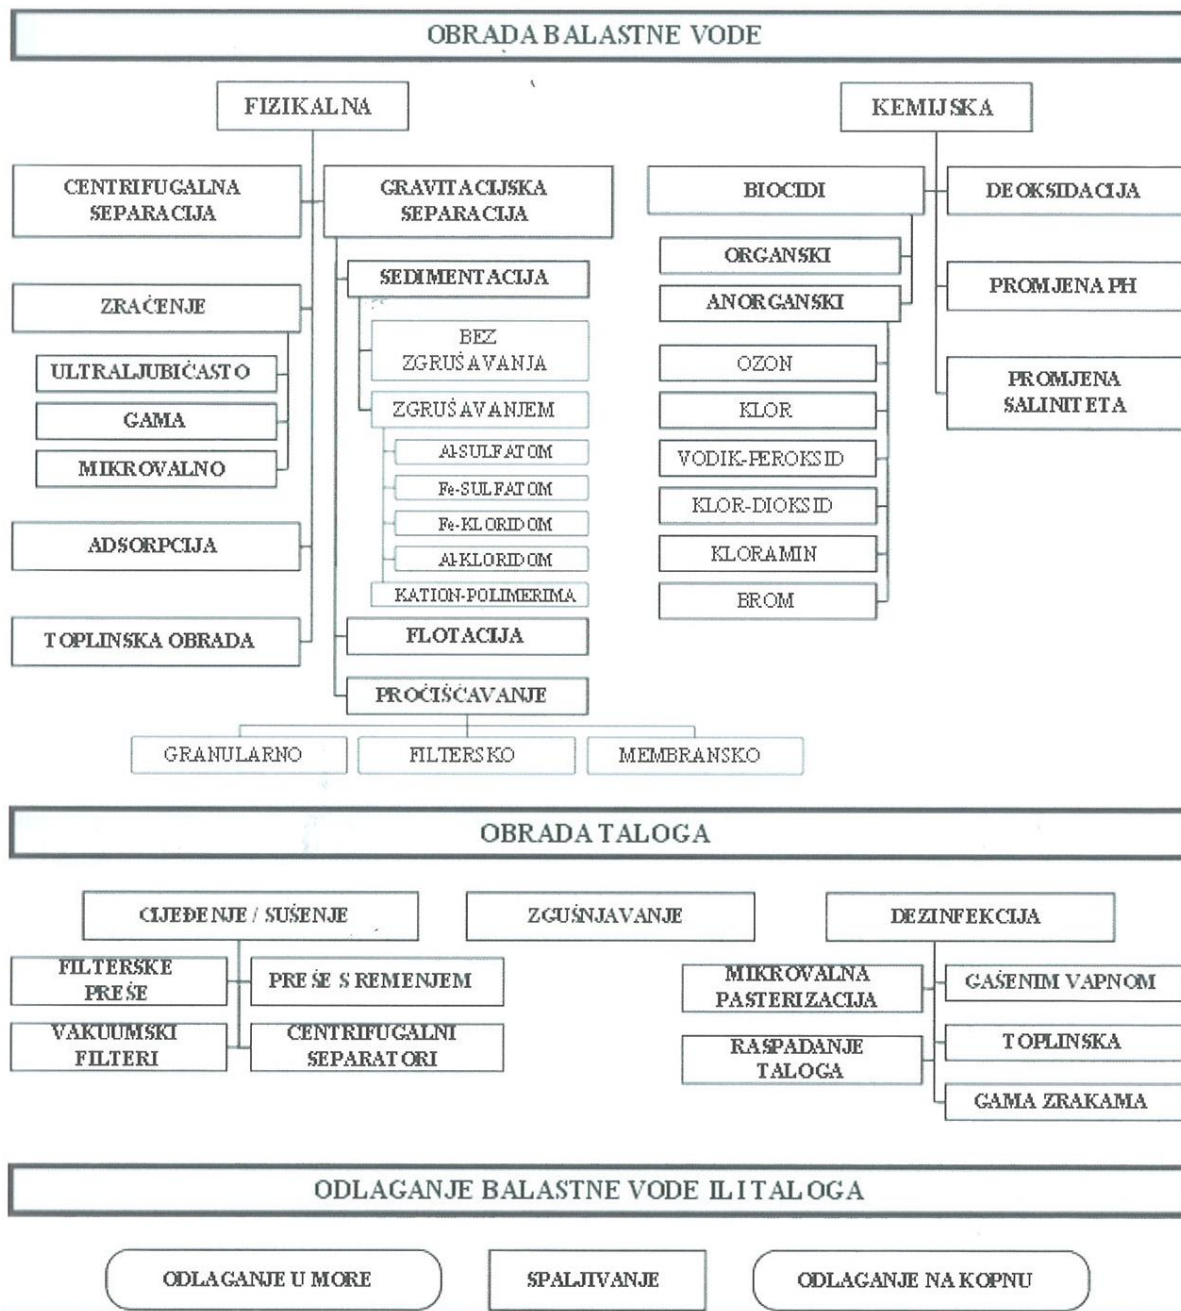 OBRADA BALASTNE VODE
FIZIKALNA
KEMIJSKA
CENTRIFUGALNA
SEPARACIJA
GRAVITACIJSKA
SEPARACIJA
BIOCIDI
DEOKSIDACIJA
ORGANSKI
SEDIMENTACIJA
PROMJENA PH
ZRAČENJE
ANORGANSKI
BEZ
ZGRUŠAVANJA
OZON
ULTRALJUBIČASTO
PROMJENA
SALINITETA
ZGRUŠAVANJEM
KLOR
GAMA
Al-SULFATOM
VODIK-PEROKSID
MIKROVALNO
Fe-SULFATOM
KLOR-DIOKSID
Fe-KLORIDOM
ADSORPCIJA
Al-KLORIDOM
KLORAMIN
KATION-POLIMERIMA
BROM
TOPLINSKA OBRADA
FLOTACIJA
PROČIŠĆAVANJE
GRANULARNO
FILTERSKO
MEMBRANSKO
OBRADA TALOGA
CIJEĐENJE / SUŠENJE
ZGUŠNJAVANJE
DEZINFEKCIJA
FILTERSKE
PREŠE
PREŠE S REMENJEM
MIKROVALNA
PASTERIZACIJA
GAŠENIM VAPNOM
VAKUUMSKI
FILTERI
CENTRIFUGALNI
SEPARATORI
RASPADANJE
TALOGA
TOPLINSKA
GAMA ZRAKAMA
ODLAGANJE BALASTNE VODE ILI TALOGA
ODLAGANJE U MORE
SPALJIVANJE
ODLAGANJE NA KOPNU